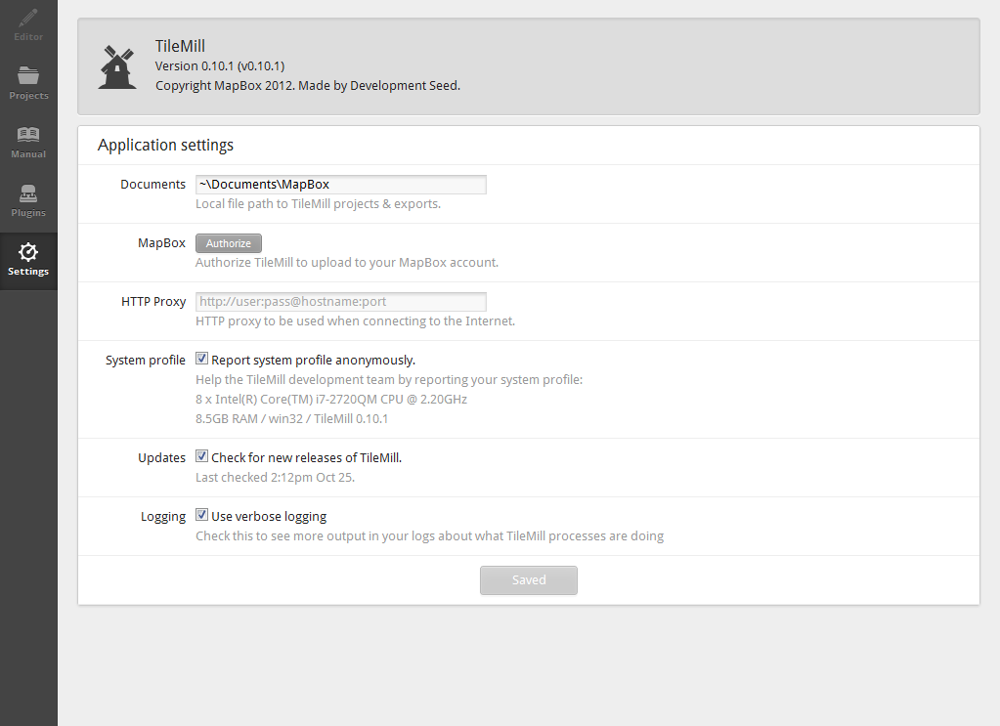 Editor
Projects
Manual
Plugins
Settings
TileMill
Version 0.10.1 (v0.10.1)
Copyright MapBox 2012. Made by Development Seed.
Application settings
Documents ~\Documents\MapBox
Local file path to TileMill projects & exports.
MapBox Authorize
Authorize TileMill to upload to your MapBox account.
HTTP Proxy http://user:pass@hostname:port
HTTP proxy to be used when connecting to the Internet.
System profile Report system profile anonymously.
Help the TileMill development team by reporting your system profile:
8 x Intel(R) Core(TM) i7-2720QM CPU @ 2.20GHz
8.5GB RAM / win32 / TileMill 0.10.1
Updates Check for new releases of TileMill.
Last checked 2:12pm Oct 25.
Logging Use verbose logging
Check this to see more output in your logs about what TileMill processes are doing
Saved